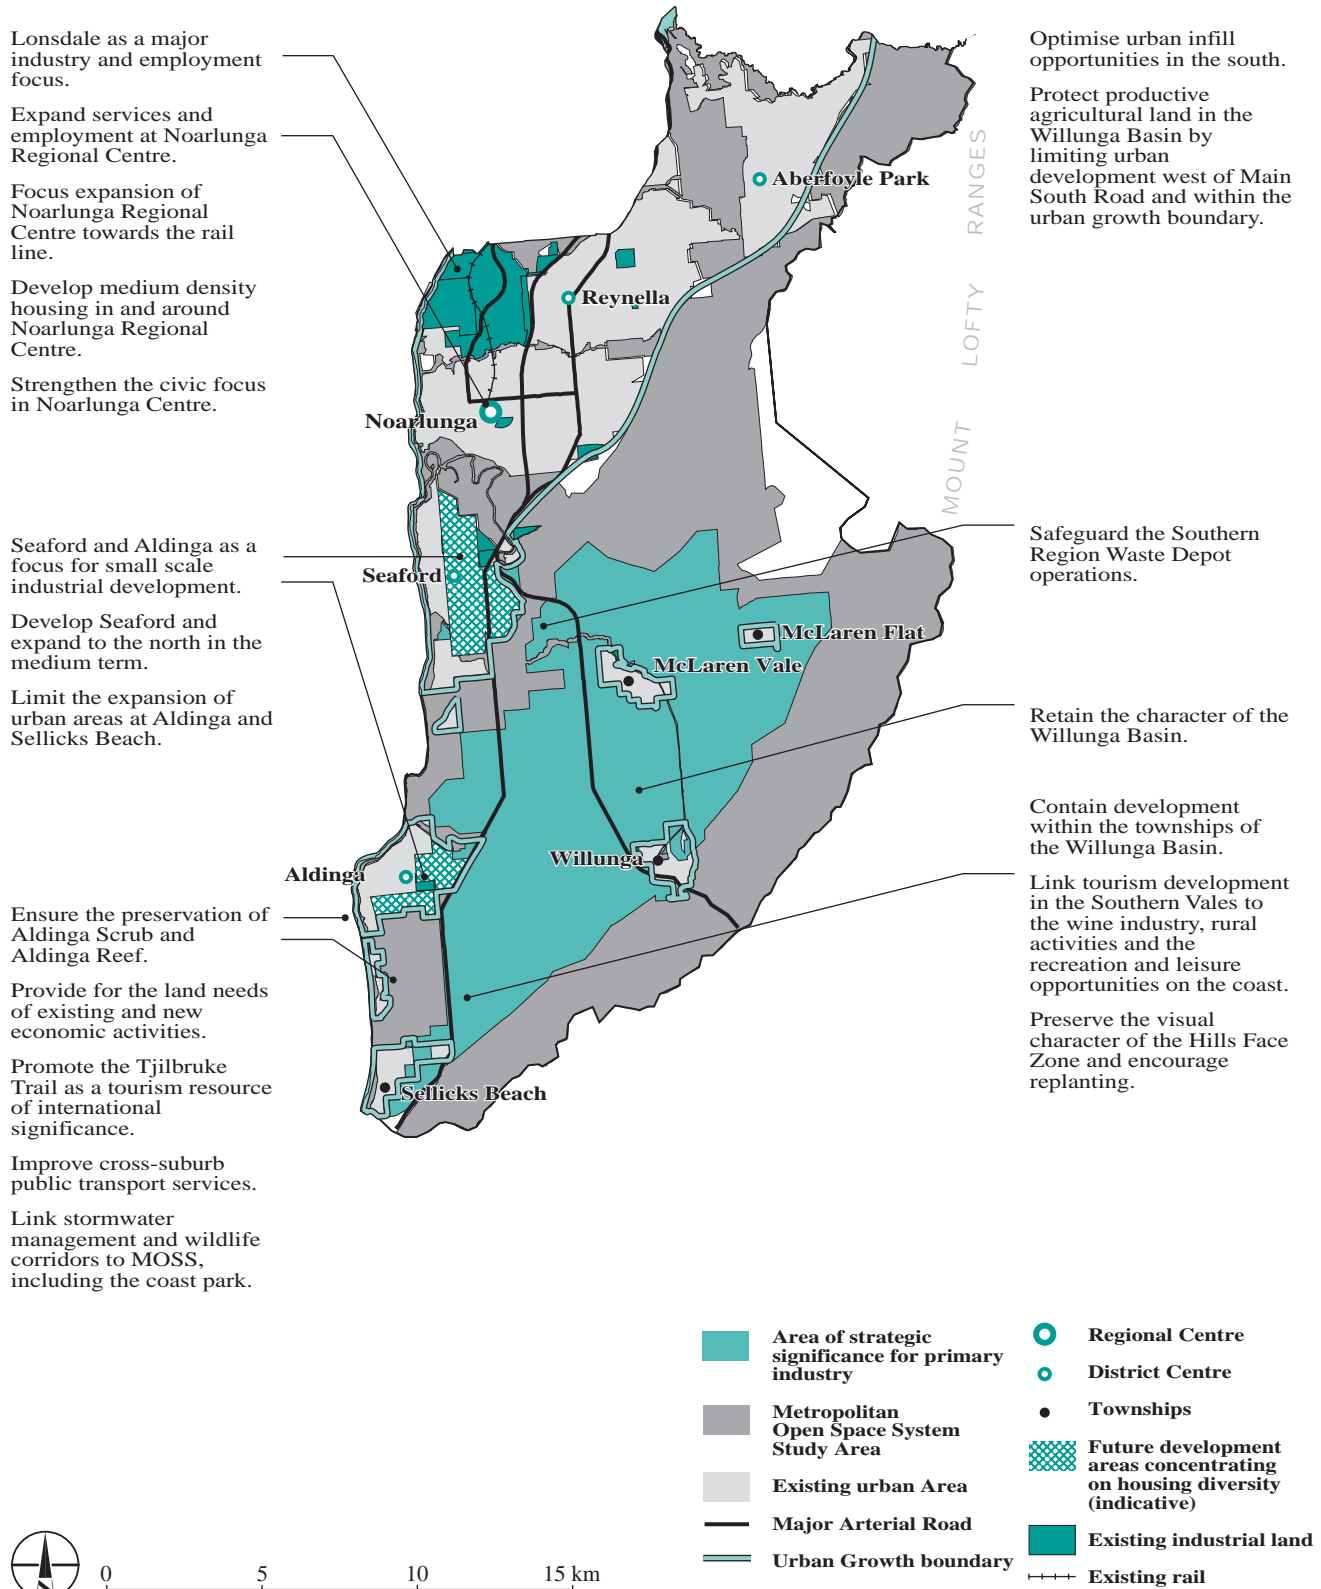 Lonsdale as a major
industry and employment
focus.
Expand services and
employment at Noarlunga
Regional Centre.
Focus expansion of
Noarlunga Regional
Centre towards the rail
line.
Develop medium density
housing in and around
Noarlunga Regional
Centre.
Strengthen the civic focus
in Noarlunga Centre.
Seaford and Aldinga as a
focus for small scale
industrial development.
Develop Seaford and
expand to the north in the
medium term.
Limit the expansion of
urban areas at Aldinga and
Sellicks Beach.
Ensure the preservation of
Aldinga Scrub and
Aldinga Reef.
Provide for the land needs
of existing and new
economic activities.
Promote the Tjilbruke
Trail as a tourism resource
of international
significance.
Improve cross-suburb
public transport services.
Link stormwater
management and wildlife
corridors to MOSS,
including the coast park.
Aberfoyle Park
Reynella
Noarlunga
Seaford
McLaren Flat
McLaren Vale
Willunga
Aldinga
Sellicks Beach
MOUNT LOFTY RANGES
Optimise urban infill
opportunities in the south.
Protect productive
agricultural land in the
Willunga Basin by
limiting urban
development west of Main
South Road and within the
urban growth boundary.
Safeguard the Southern
Region Waste Depot
operations.
Retain the character of the
Willunga Basin.
Contain development
within the townships of
the Willunga Basin.
Link tourism development
in the Southern Vales to
the wine industry, rural
activities and the
recreation and leisure
opportunities on the coast.
Preserve the visual
character of the Hills Face
Zone and encourage
replanting.
Area of strategic
significance for primary
industry
Metropolitan
Open Space System
Study Area
Existing urban Area
Major Arterial Road
Urban Growth boundary
Regional Centre
District Centre
Townships
Future development
areas concentrating
on housing diversity
(indicative)
Existing industrial land
Existing rail
0 5 10 15 km